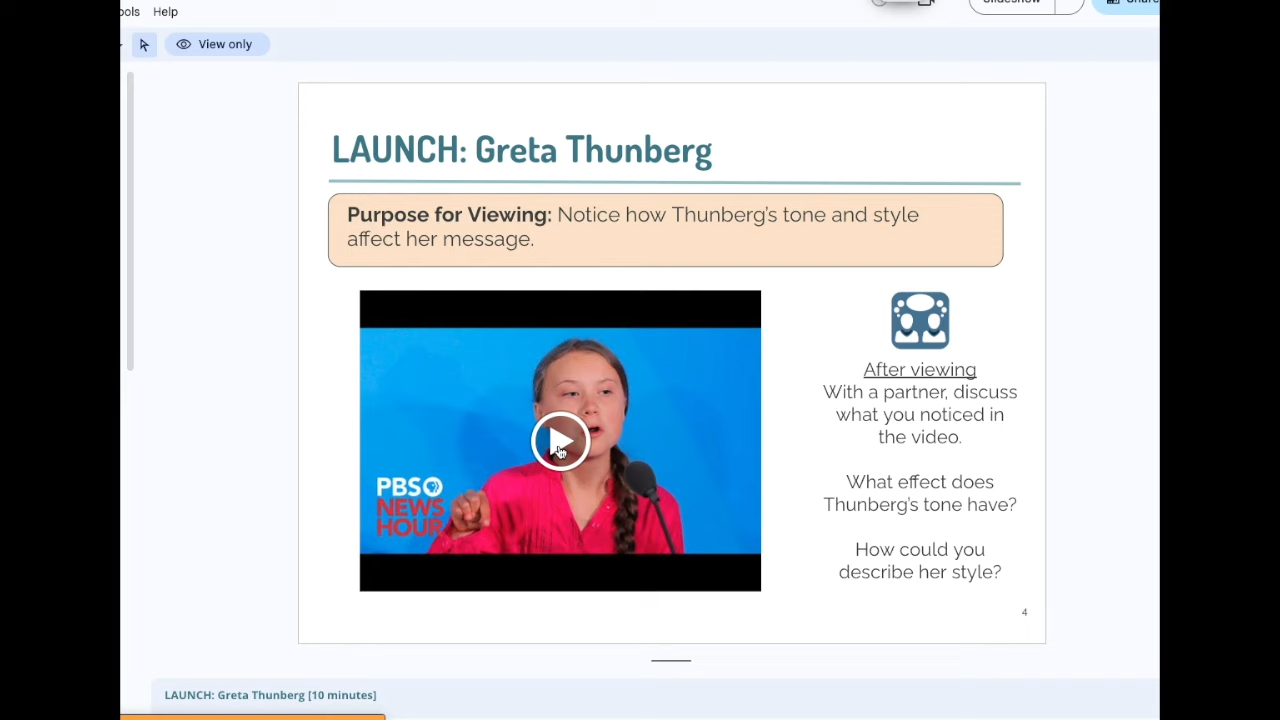 Help
View only
LAUNCH: Greta Thunberg
Purpose for Viewing: Notice how Thunberg's tone and style
affect her message.
PBS
NEWS
HOUR
After viewing
With a partner, discuss
what you noticed in
the video.
What effect does
Thunberg's tone have?
How could you
describe her style?
4
LAUNCH: Greta Thunberg [10 minutes]